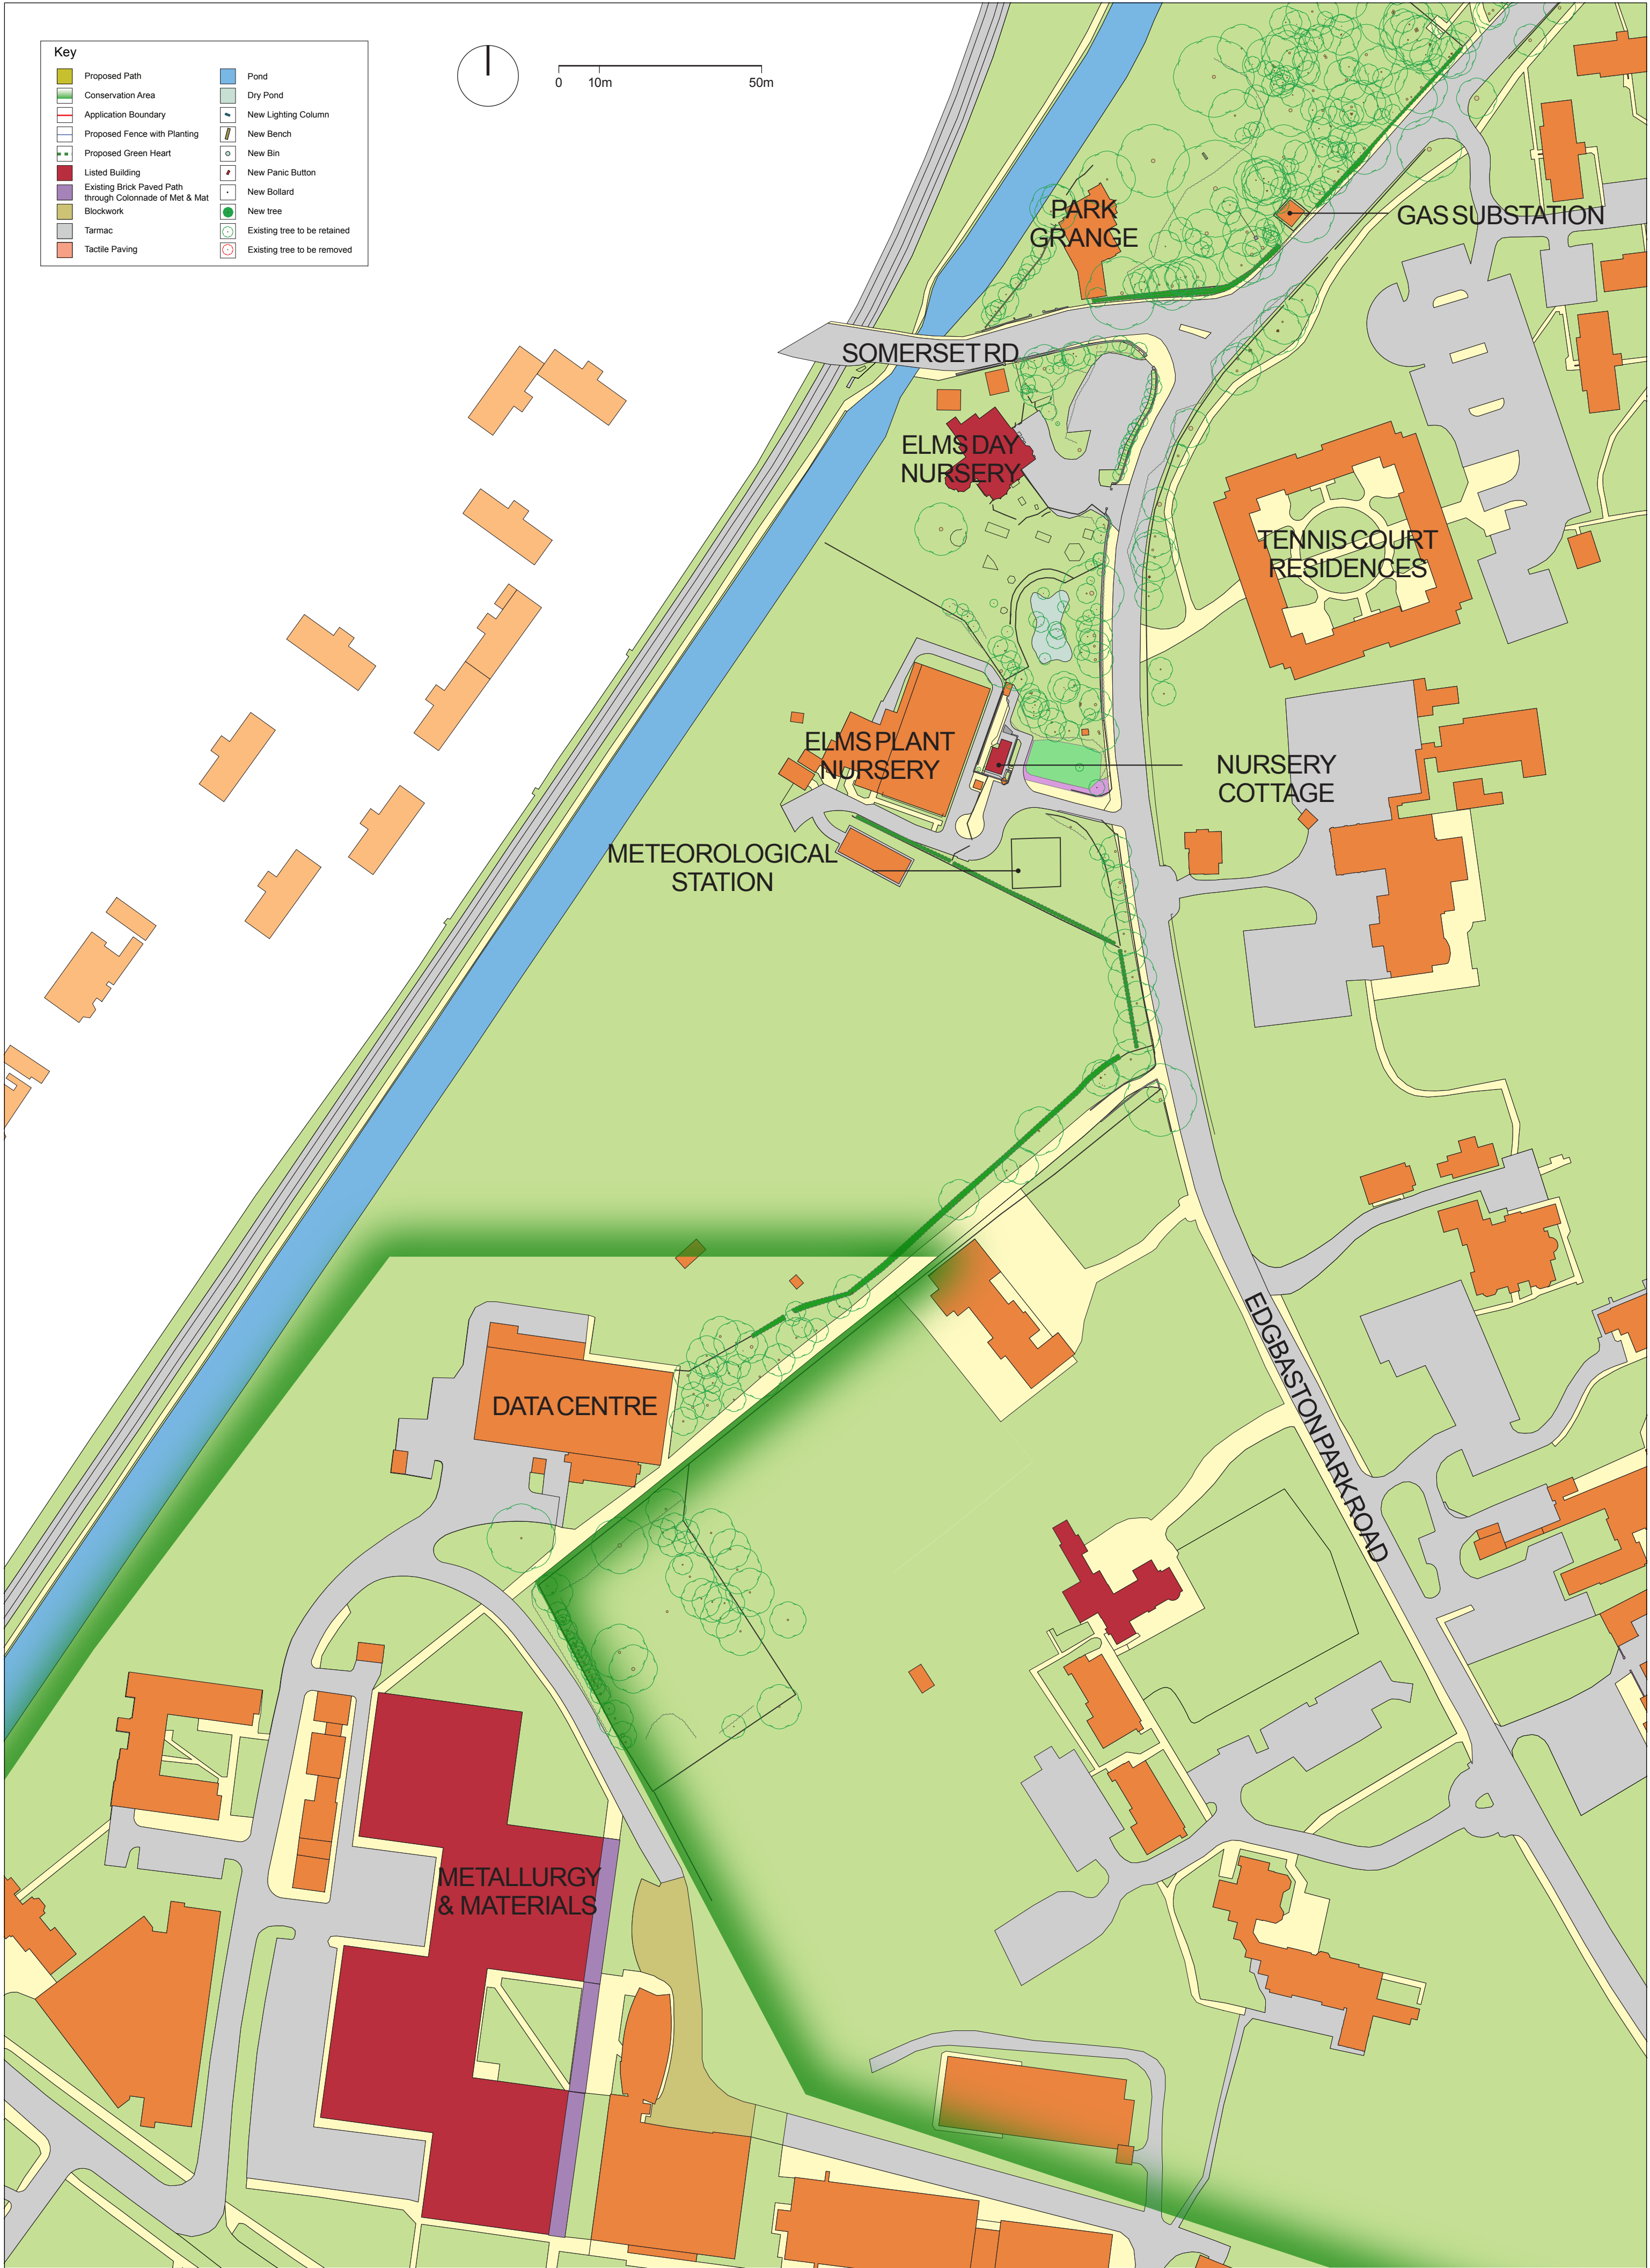 Key
Proposed Path
Conservation Area
Application Boundary
Proposed Fence with Planting
Proposed Green Heart
Listed Building
Existing Brick Paved Path
through Colonnade of Met & Mat
Blockwork
Tarmac
Tactile Paving
Pond
Dry Pond
New Lighting Column
New Bench
New Bin
New Panic Button
New Bollard
New tree
Existing tree to be retained
Existing tree to be removed
0 10m 50m
PARK
GRANGE
GAS SUBSTATION
SOMERSET RD
ELMS DAY
NURSERY
TENNIS COURT
RESIDENCES
ELMS PLANT
NURSERY
NURSERY
COTTAGE
METEOROLOGICAL
STATION
EDGBASTON PARK ROAD
DATA CENTRE
METALLURGY
& MATERIALS